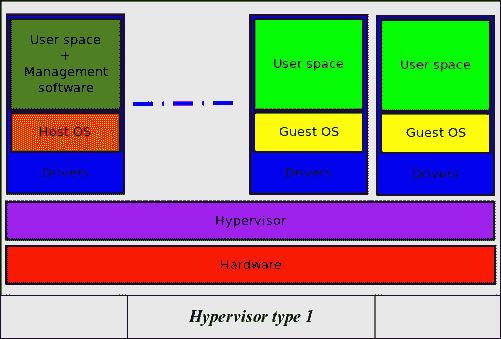 User space
+
Management
software
Host OS
Drivers
User space
Guest OS
Drivers
User space
Guest OS
Drivers
Hypervisor
Hardware
Hypervisor type 1